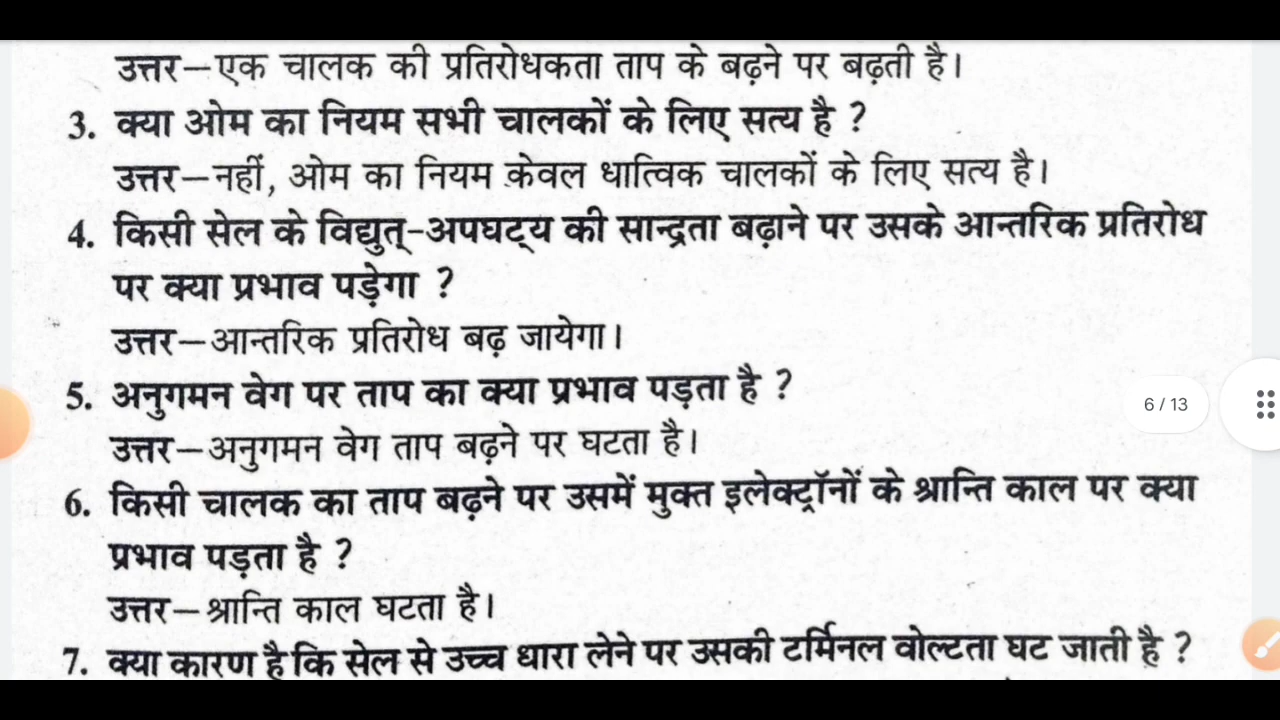 उत्तर–एक चालक की प्रतिरोधकता ताप के बढ़ने पर बढ़ती है।
3. क्या ओम का नियम सभी चालकों के लिए सत्य है ?
उत्तर–नहीं, ओम का नियम केवल धात्विक चालकों के लिए सत्य है।
4. किसी सेल के विद्युत्-अपघट्य की सान्द्रता बढ़ाने पर उसके आन्तरिक प्रतिरोध
पर क्या प्रभाव पड़ेगा ?
उत्तर–आन्तरिक प्रतिरोध बढ़ जायेगा।
5. अनुगमन वेग पर ताप का क्या प्रभाव पड़ता है ?
6 / 13
उत्तर–अनुगमन वेग ताप बढ़ने पर घटता है।
6. किसी चालक का ताप बढ़ने पर उसमें मुक्त इलेक्ट्रॉनों के श्रान्ति काल पर क्या
प्रभाव पड़ता है ?
उत्तर–श्रान्ति काल घटता है।
7. क्या कारण है कि सेल से उच्च धारा लेने पर उसकी टर्मिनल वोल्टता घट जाती है ?